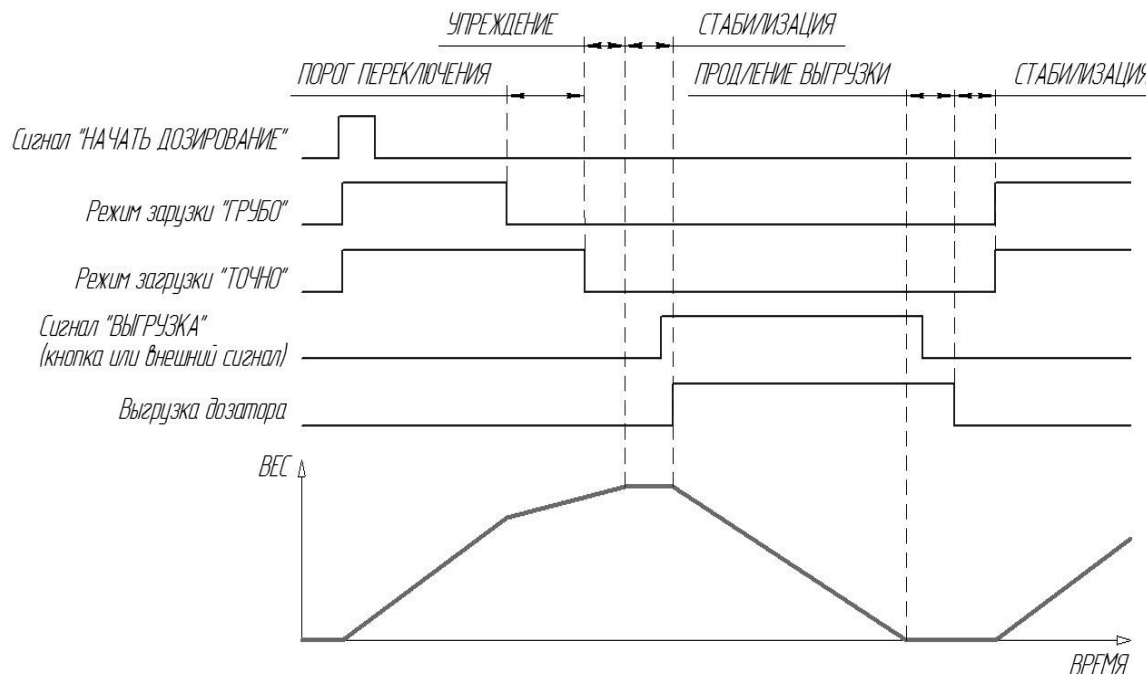 УПРЕЖДЕНИЕ СТАБИЛИЗАЦИЯ
ПОРОГ ПЕРЕКЛЮЧЕНИЯ ПРОДЛЕНИЕ ВЫГРУЗКИ СТАБИЛИЗАЦИЯ
Сигнал "НАЧАТЬ ДОЗИРОВАНИЕ"
Режим зарузки "ГРУБО"
Режим загрузки "ТОЧНО"
Сигнал "ВЫГРУЗКА"
(кнопка или внешний сигнал)
Выгрузка дозатора
ВЕС
ВРЕМЯ